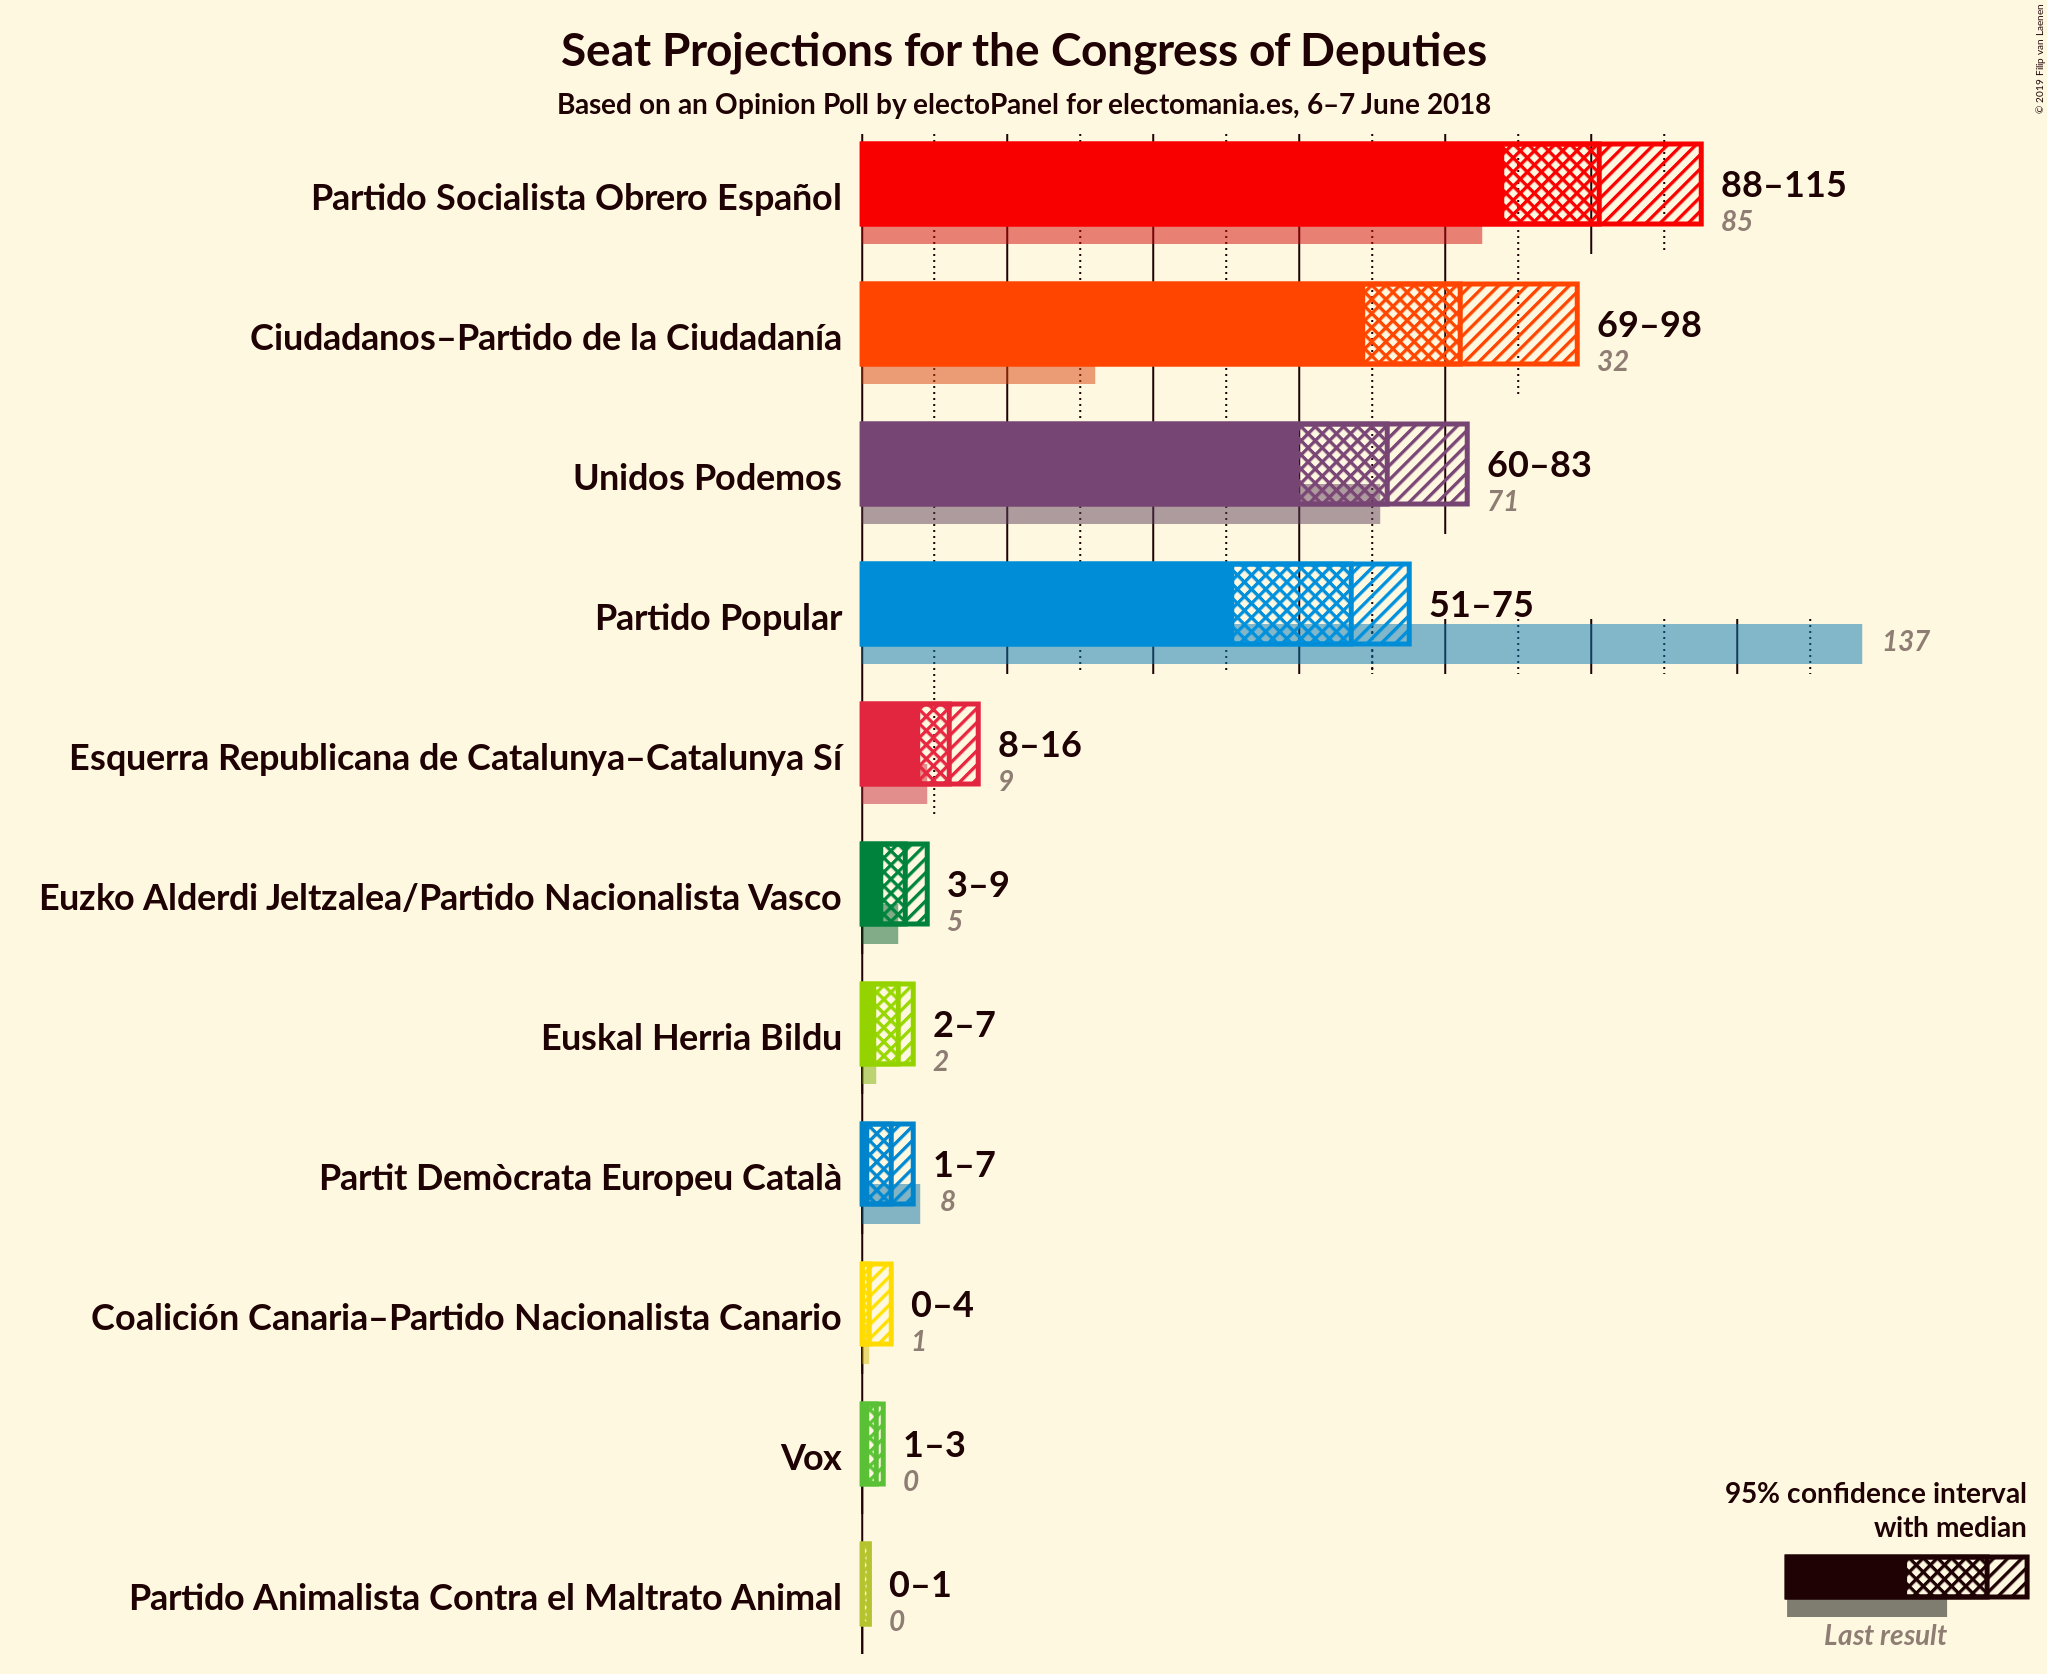 Seat Projections for the Congress of Deputies
Based on an Opinion Poll by electoPanel for electomania.es, 6–7 June 2018
© 2019 Filip van Laenen
Partido Socialista Obrero Español
88–115
85
Ciudadanos–Partido de la Ciudadanía
69–98
32
Unidos Podemos
60–83
71
Partido Popular
51–75
137
Esquerra Republicana de Catalunya–Catalunya Sí
8–16
9
Euzko Alderdi Jeltzalea/Partido Nacionalista Vasco
3–9
5
Euskal Herria Bildu
2–7
2
Partit Demòcrata Europeu Català
1–7
8
Coalición Canaria–Partido Nacionalista Canario
0–4
1
Vox
1–3
0
Partido Animalista Contra el Maltrato Animal
0–1
0
95% confidence interval
with median
Last result